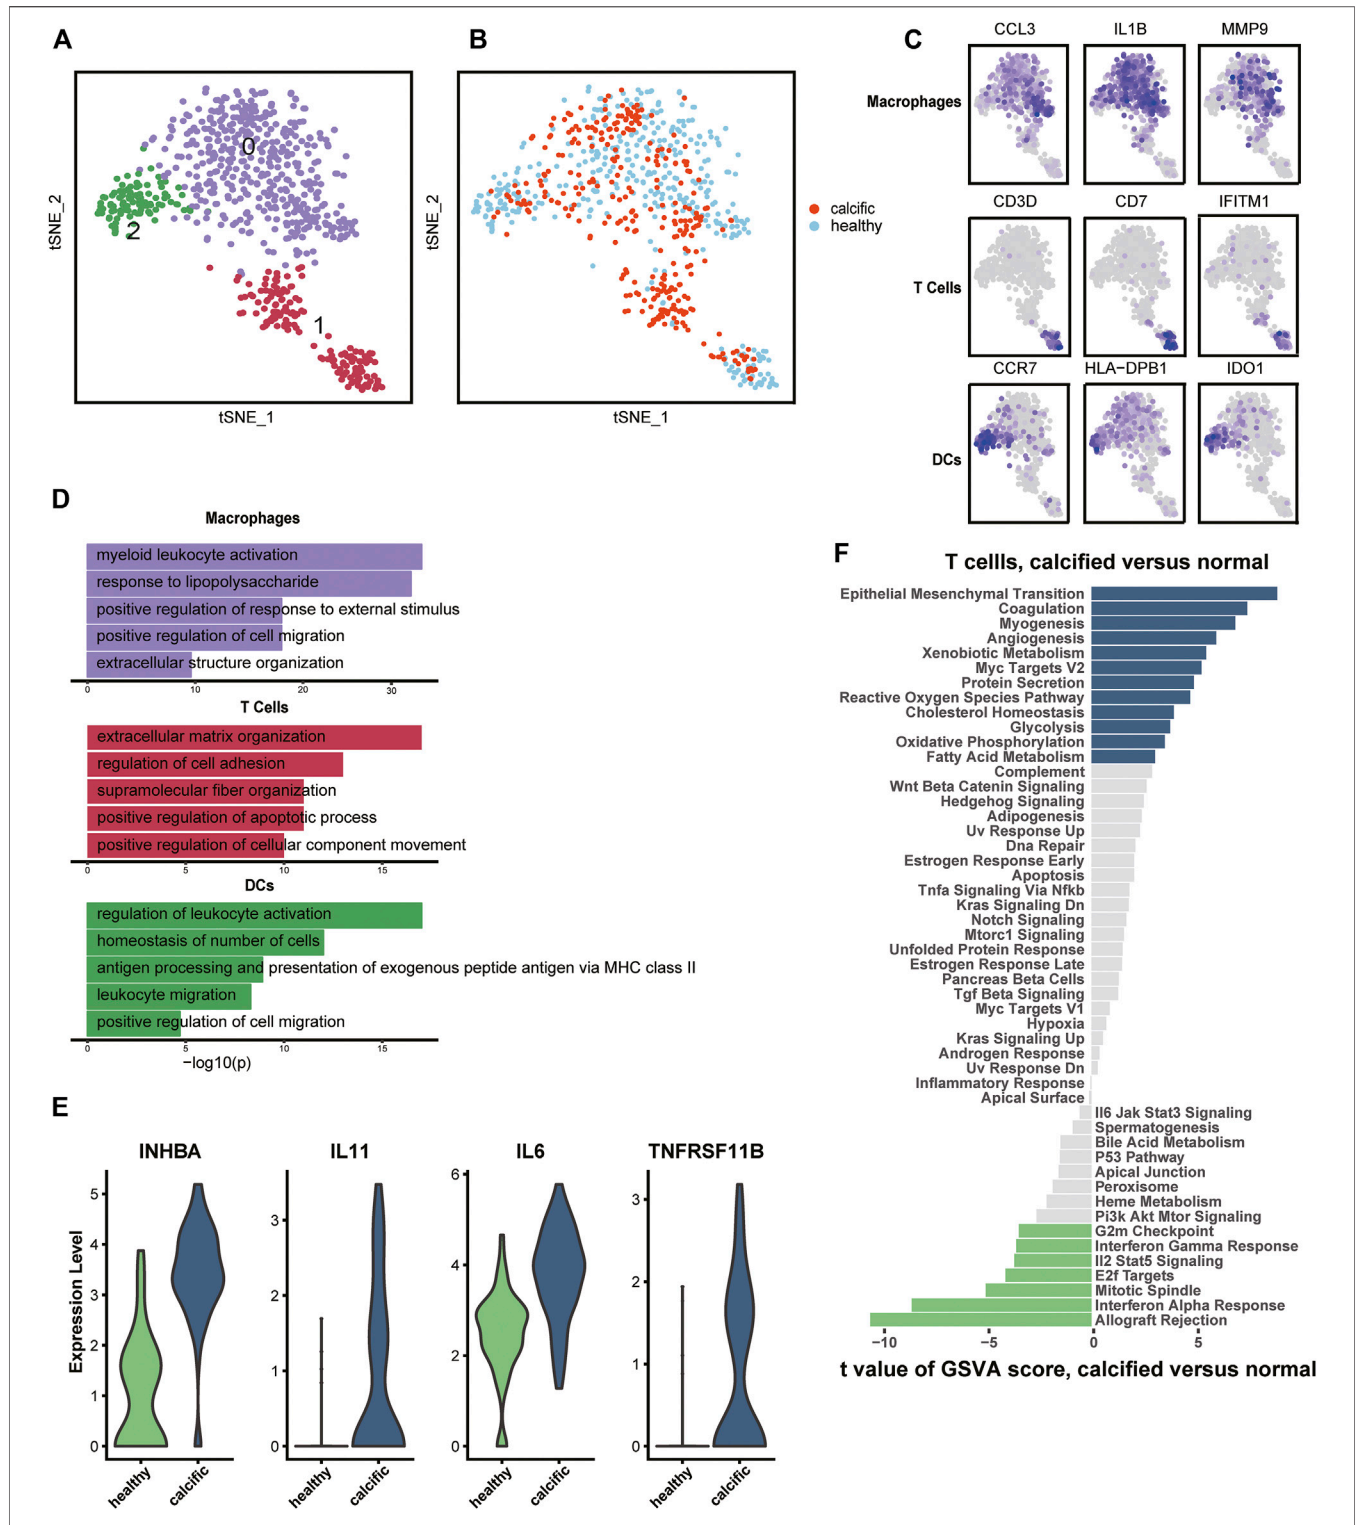 A
0
2
1
tSNE_2
tSNE_1
B
tSNE_2
tSNE_1
calcific
healthy
C
CCL3 IL1B MMP9
Macrophages
CD3D CD7 IFITM1
T Cells
CCR7 HLA−DPB1 IDO1
DCs
D
Macrophages
myeloid leukocyte activation
response to lipopolysaccharide
positive regulation of response to external stimulus
positive regulation of cell migration
extracellular structure organization
0 10 20 30
T Cells
extracellular matrix organization
regulation of cell adhesion
supramolecular fiber organization
positive regulation of apoptotic process
positive regulation of cellular component movement
0 5 10 15
DCs
regulation of leukocyte activation
homeostasis of number of cells
antigen processing and presentation of exogenous peptide antigen via MHC class II
leukocyte migration
positive regulation of cell migration
0 5 10 15
−log10(p)
E
Expression Level
INHBA
5
4
3
2
1
0
healthy
calcific
IL11
3
2
1
0
healthy
calcific
IL6
6
4
2
0
healthy
calcific
TNFRSF11B
3
2
1
0
healthy
calcific
F
T cellls, calcified versus normal
Epithelial Mesenchymal Transition
Coagulation
Myogenesis
Angiogenesis
Xenobiotic Metabolism
Myc Targets V2
Protein Secretion
Reactive Oxygen Species Pathway
Cholesterol Homeostasis
Glycolysis
Oxidative Phosphorylation
Fatty Acid Metabolism
Complement
Wnt Beta Catenin Signaling
Hedgehog Signaling
Adipogenesis
Uv Response Up
Dna Repair
Estrogen Response Early
Apoptosis
Tnfa Signaling Via Nfkb
Kras Signaling Dn
Notch Signaling
Mtorc1 Signaling
Unfolded Protein Response
Estrogen Response Late
Pancreas Beta Cells
Tgf Beta Signaling
Myc Targets V1
Hypoxia
Kras Signaling Up
Androgen Response
Uv Response Dn
Inflammatory Response
Apical Surface
Il6 Jak Stat3 Signaling
Spermatogenesis
Bile Acid Metabolism
P53 Pathway
Apical Junction
Peroxisome
Heme Metabolism
Pi3k Akt Mtor Signaling
G2m Checkpoint
Interferon Gamma Response
Il2 Stat5 Signaling
E2f Targets
Mitotic Spindle
Interferon Alpha Response
Allograft Rejection
−10 −5 0 5
t value of GSVA score, calcified versus normal